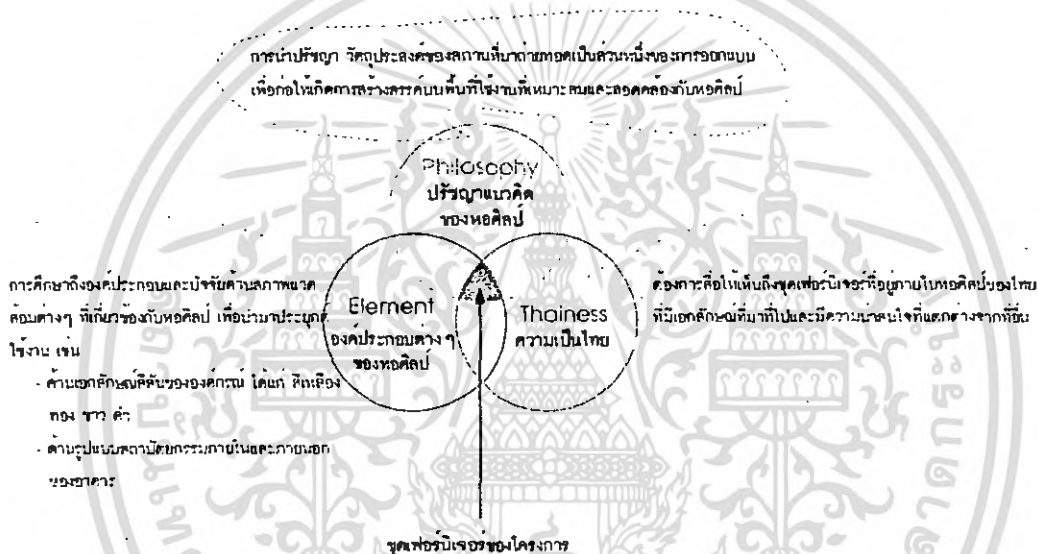 การนำปรัชญา วัตถุประสงค์ของสถานที่มาถ่ายทอดเป็นส่วนหนึ่งของการออกแบบ
เพื่อก่อให้เกิดการสร้างสรรค์บนพื้นที่ใช้งานที่เหมาะสมและสอดคล้องกับหอศิลป์
Philosophy
ปรัชญาแนวคิด
ของหอศิลป์
การศึกษาถึงองค์ประกอบและปัจจัยด้านสภาพแวด
ล้อมต่างๆ ที่เกี่ยวข้องกับหอศิลป์ เพื่อนำมาประยุกต์
ใช้งาน เช่น
- ด้านเอกลักษณ์สีสันขององค์กรณ์ ได้แก่ สีเหลือง
ทอง ขาว ดำ
- ด้านรูปแบบสถาปัตยกรรมภายในและภายนอก
ของอาคาร
Element
องค์ประกอบต่าง ๆ
ของหอศิลป์
Thainess
ความเป็นไทย
ต้องการสื่อให้เห็นถึงชุดเฟอร์นิเจอร์ที่อยู่ภายในหอศิลป์ของไทย
ที่มีเอกลักษณ์ที่มาที่ไปและมีความน่าสนใจที่แตกต่างจากที่อื่น
ชุดเฟอร์นิเจอร์ของโครงการ